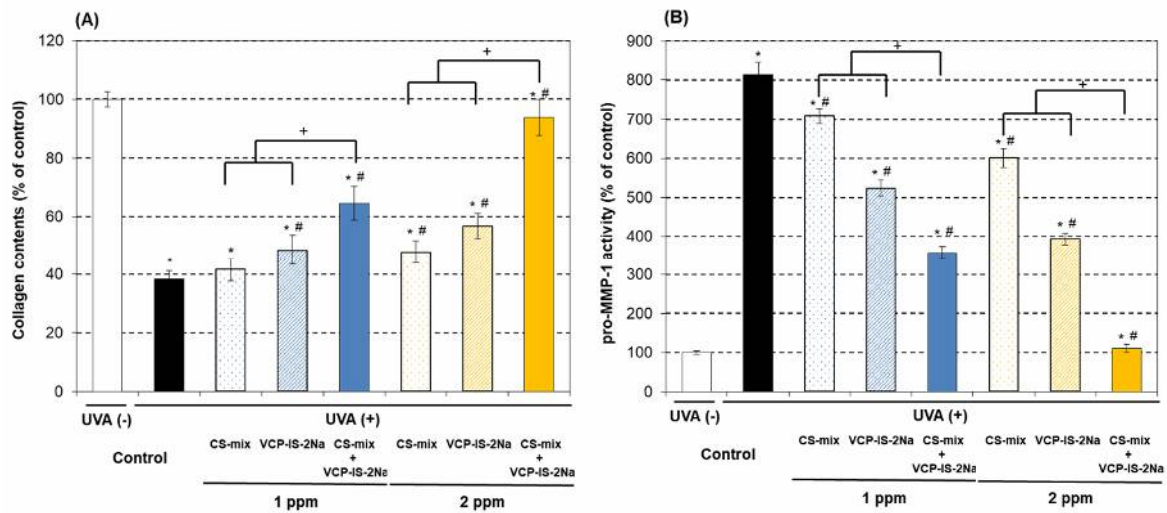 (A)
Collagen contents (% of control)
120
100
80
60
40
20
0
*
*
* #
* #
* #
* #
* #
+
+
UVA (-)
UVA (+)
Control
CS-mix
VCP-IS-2Na
CS-mix
+
VCP-IS-2Na
CS-mix
VCP-IS-2Na
CS-mix
+
VCP-IS-2Na
1 ppm
2 ppm
(B)
pro-MMP-1 activity (% of control)
900
800
700
600
500
400
300
200
100
0
*
* #
* #
* #
* #
* #
* #
+
+
UVA (-)
UVA (+)
Control
CS-mix
VCP-IS-2Na
CS-mix
+
VCP-IS-2Na
CS-mix
VCP-IS-2Na
CS-mix
+
VCP-IS-2Na
1 ppm
2 ppm